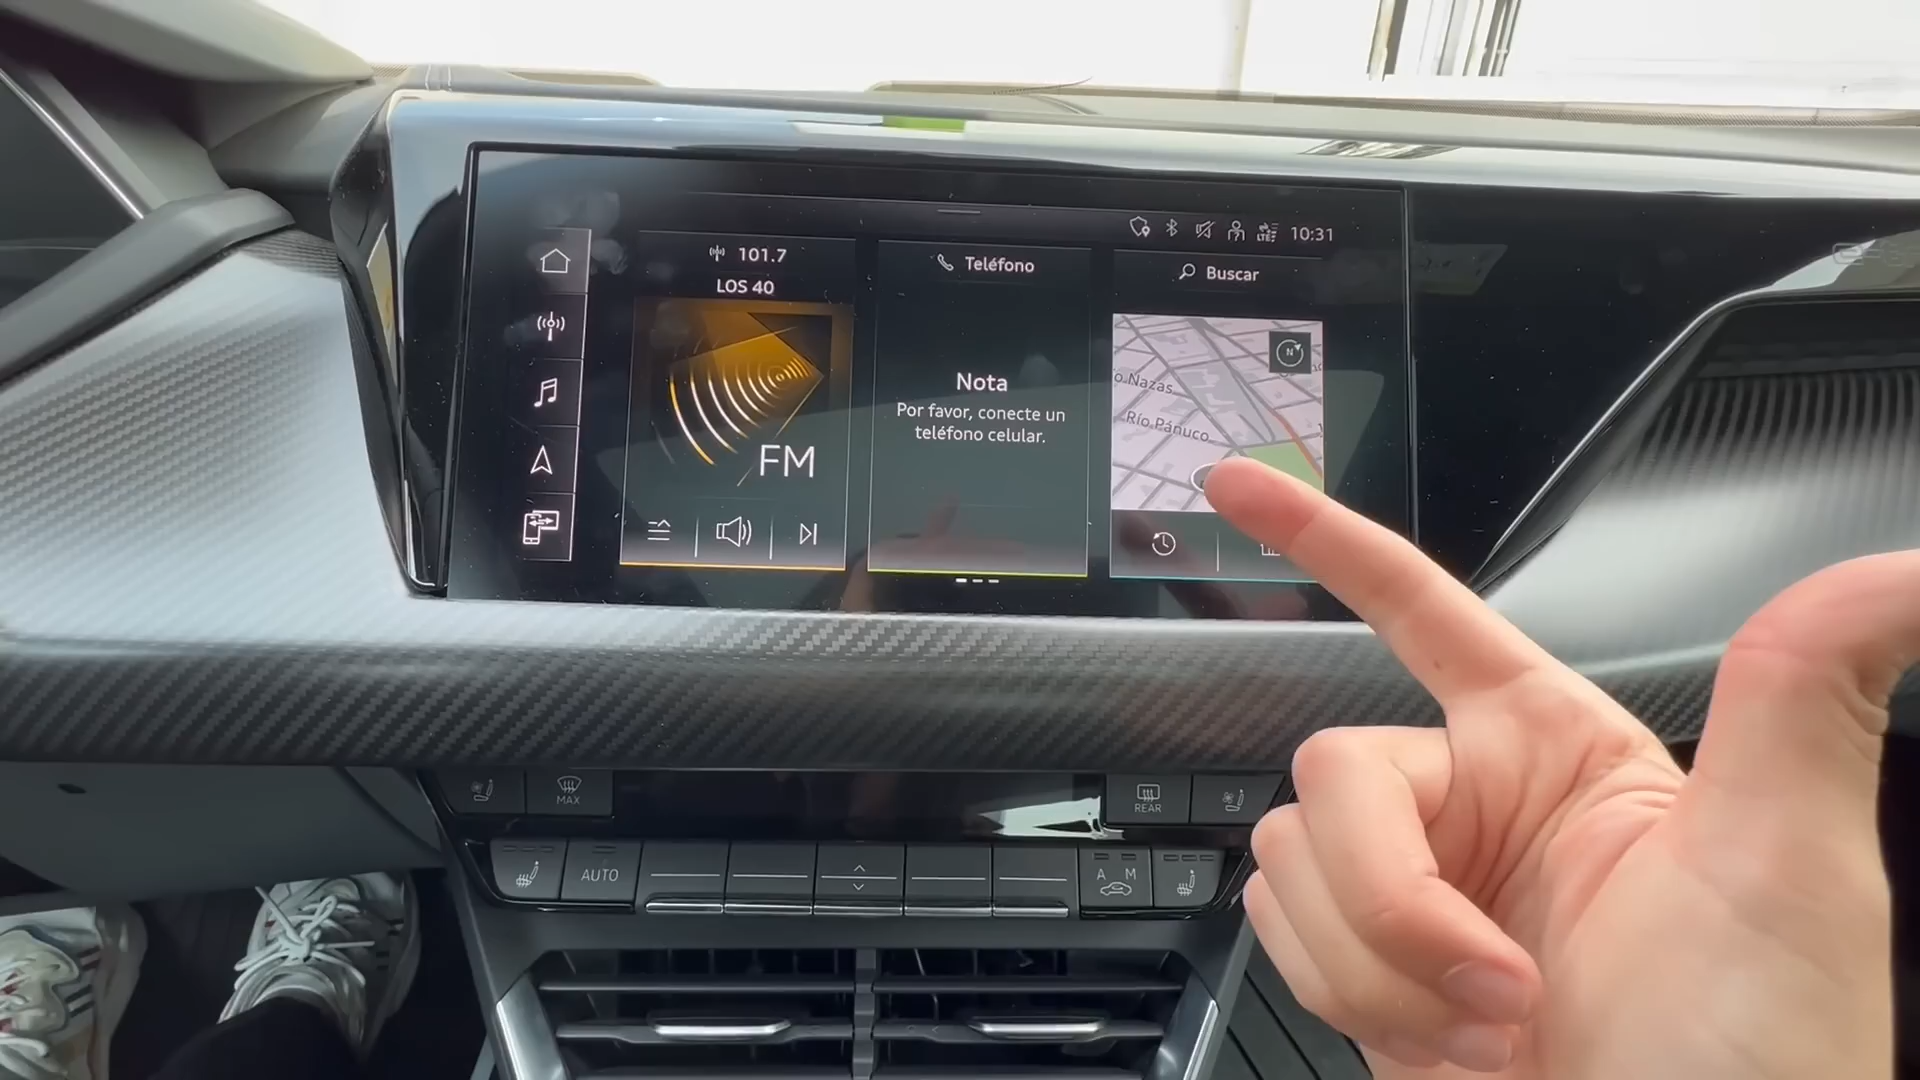 10:31
101.7
LOS 40
FM
Teléfono
Nota
Por favor, conecte un
teléfono celular.
Buscar
N
Río Pánuco
LTE
MAX
REAR
AUTO
A M